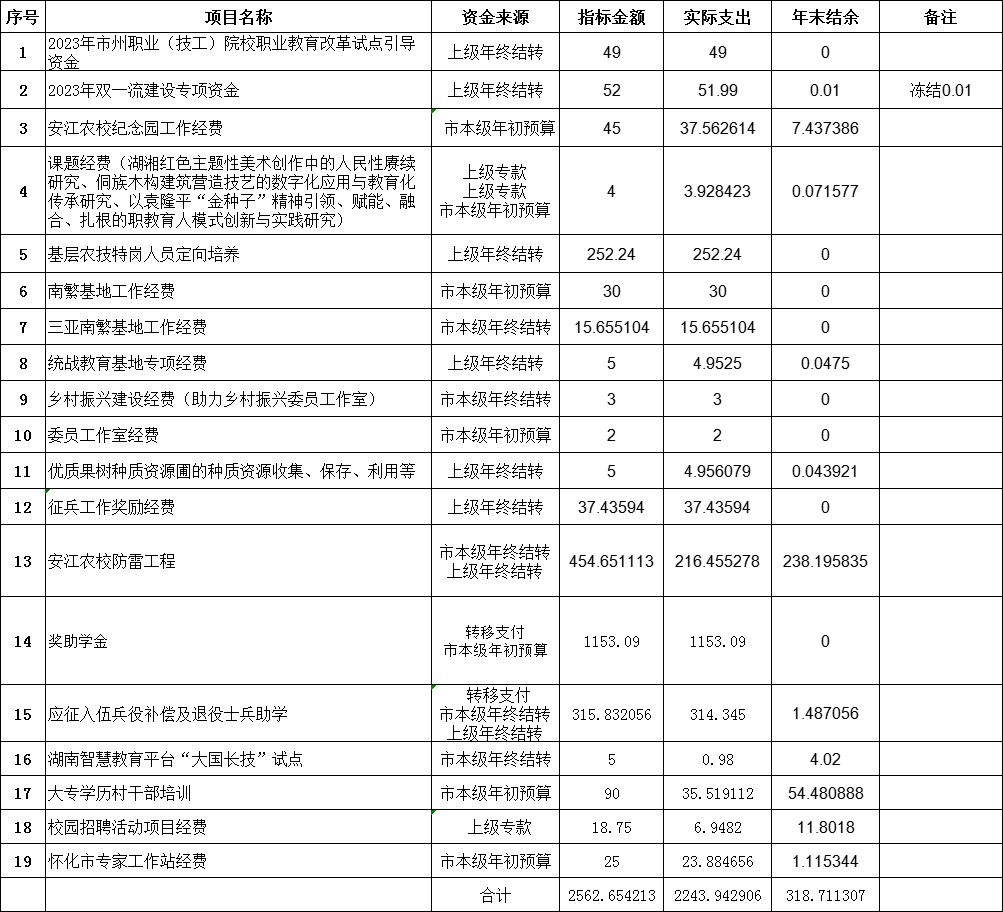 序号 项目名称 资金来源 指标金额 实际支出 年末结余 备注
1 2023年市州职业（技工）院校职业教育改革试点引导 上级年终结转 49 49 0
资金
2 2023年双一流建设专项资金 上级年终结转 52 51.99 0.01 冻结0.01
3 安江农校纪念园工作经费 市本级年初预算 45 37.562614 7.437386
课题经费（湖湘红色主题性美术创作中的人民性赓续 上级专款
4 研究、侗族木构建筑营造技艺的数字化应用与教育化 上级专款 4 3.928423 0.071577
传承研究、以袁隆平“金种子”精神引领、赋能、融 市本级年初预算
合、扎根的职教育人模式创新与实践研究）
5 基层农技特岗人员定向培养 上级年终结转 252.24 252.24 0
6 南繁基地工作经费 市本级年初预算 30 30 0
7 三亚南繁基地工作经费 市本级年终结转 15.655104 15.655104 0
8 统战教育基地专项经费 上级年终结转 5 4.9525 0.0475
9 乡村振兴建设经费（助力乡村振兴委员工作室） 市本级年终结转 3 3 0
10 委员工作室经费 市本级年初预算 2 2 0
11 优质果树种质资源圃的种质资源收集、保存、利用等 上级年终结转 5 4.956079 0.043921
12 征兵工作奖励经费 上级年终结转 37.43594 37.43594 0
13 安江农校防雷工程 市本级年终结转 454.651113 216.455278 238.195835
上级年终结转
14 奖助学金 转移支付 1153.09 1153.09 0
市本级年初预算
转移支付
15 应征入伍兵役补偿及退役士兵助学 市本级年终结转 315.832056 314.345 1.487056
上级年终结转
16 湖南智慧教育平台“大国长技”试点 市本级年终结转 5 0.98 4.02
17 大专学历村干部培训 市本级年初预算 90 35.519112 54.480888
18 校园招聘活动项目经费 上级专款 18.75 6.9482 11.8018
19 怀化市专家工作站经费 市本级年初预算 25 23.884656 1.115344
合计 2562.654213 2243.942906 318.711307